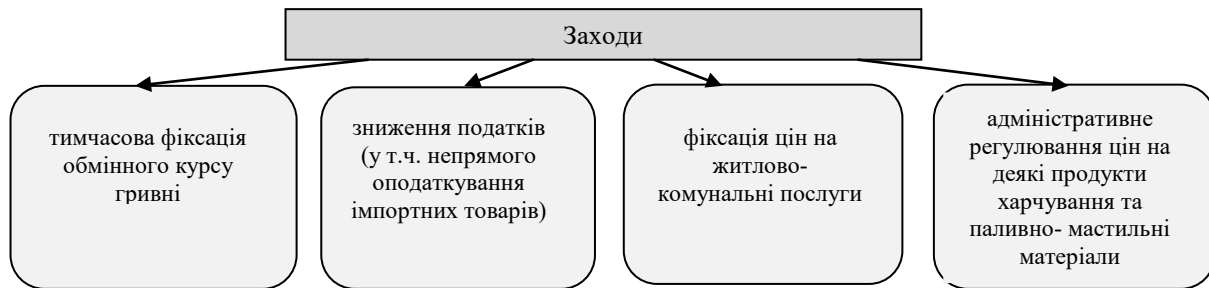 Заходи
тимчасова фіксація
обмінного курсу
гривні
зниження податків
(у т.ч. непрямого
оподаткування
імпортних товарів)
фіксація цін на
житлово-
комунальні послуги
адміністративне
регулювання цін на
деякі продукти
харчування та
паливно- мастильні
матеріали